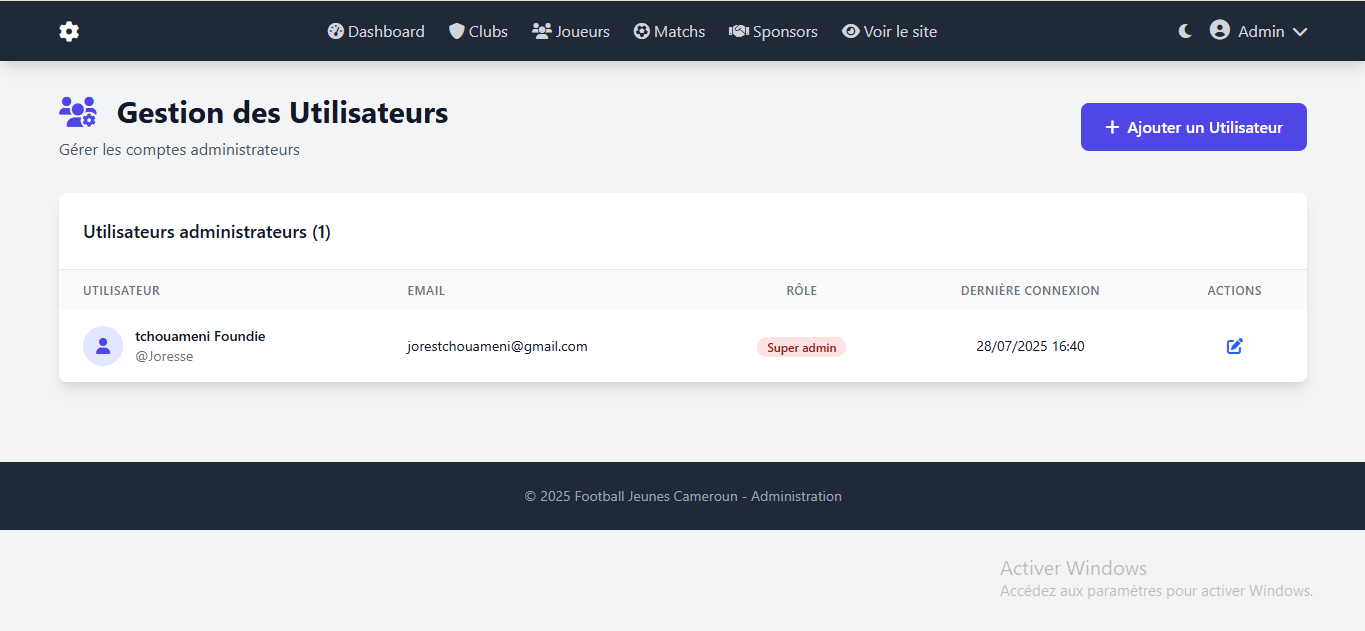 Dashboard Clubs Joueurs Matchs Sponsors Voir le site Admin
Gestion des Utilisateurs
Gérer les comptes administrateurs
+ Ajouter un Utilisateur
Utilisateurs administrateurs (1)
UTILISATEUR EMAIL RÔLE DERNIÈRE CONNEXION ACTIONS
tchouameni Foundie
@Joresse
jorestchouameni@gmail.com Super admin 28/07/2025 16:40
© 2025 Football Jeunes Cameroun - Administration
Activer Windows
Accédez aux paramètres pour activer Windows.